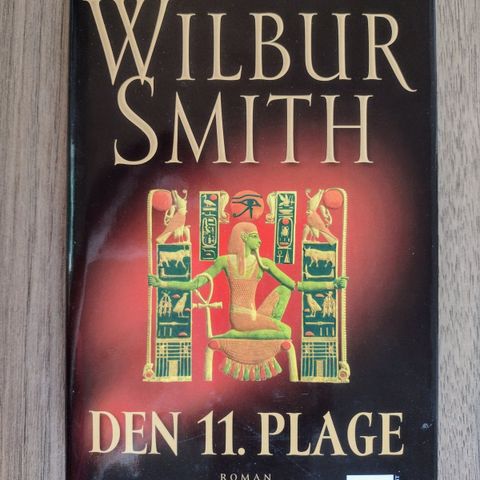 WILBUR
SMITH
DEN 11. PLAGE
ROMAN